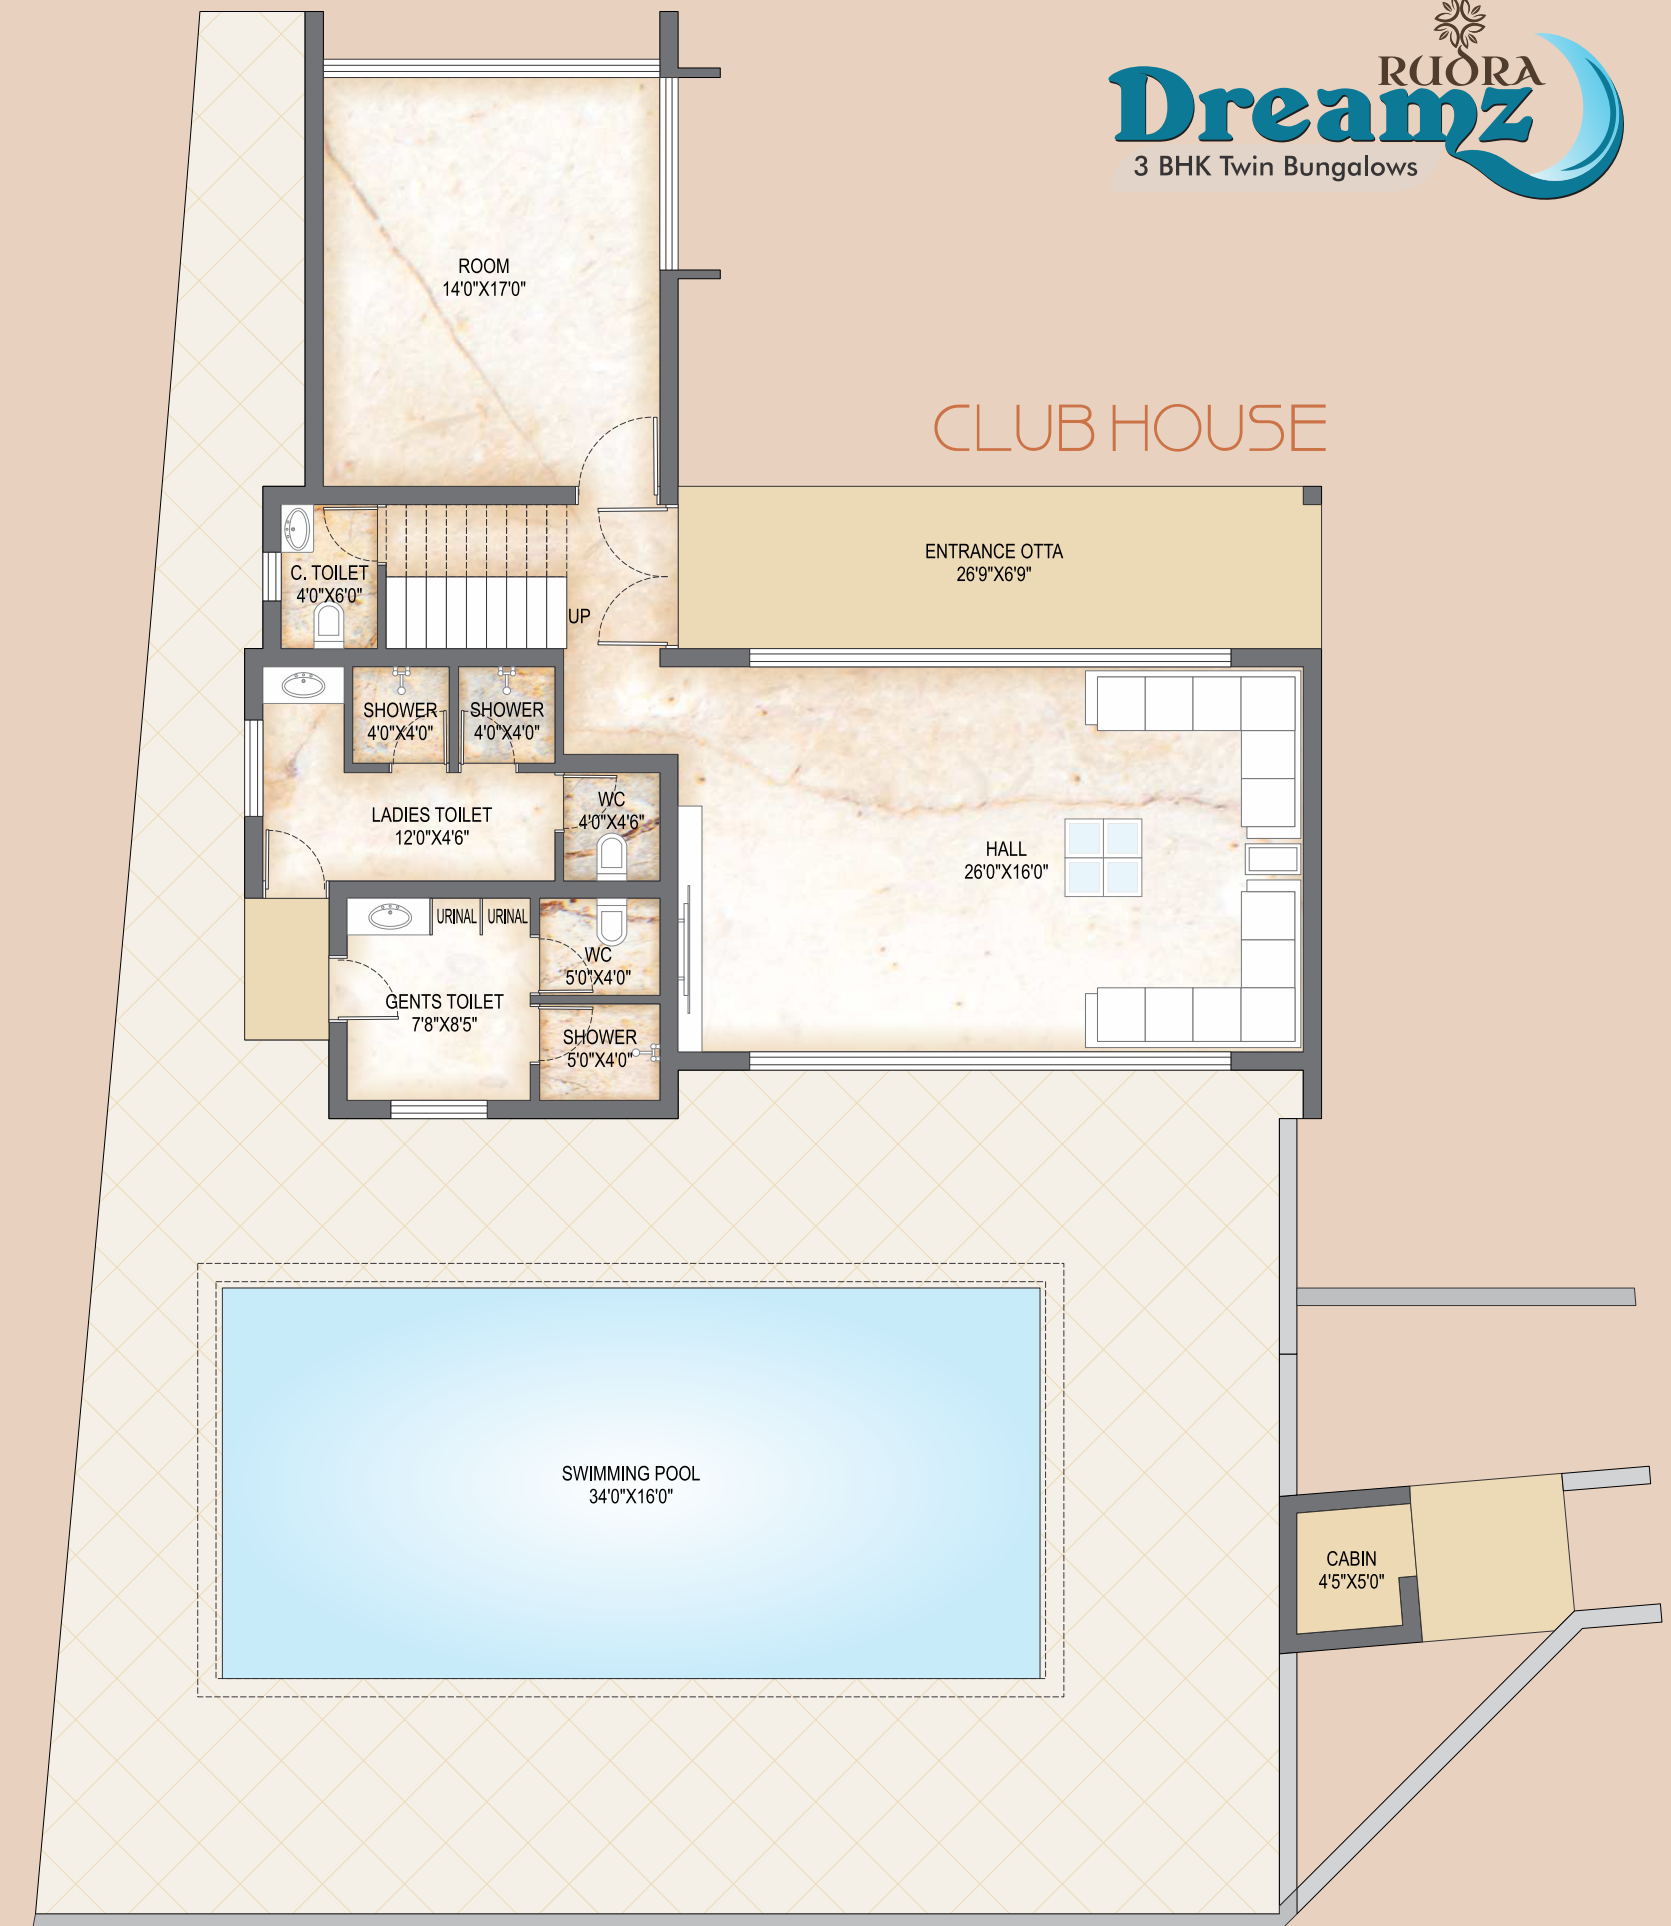 RUDRA
Dreamz
3 BHK Twin Bungalows
CLUB HOUSE
ROOM
14'0"X17'0"
ENTRANCE OTTA
26'9"X6'9"
C. TOILET
4'0"X6'0"
UP
SHOWER
4'0"X4'0"
SHOWER
4'0"X4'0"
LADIES TOILET
12'0"X4'6"
WC
4'0"X4'6"
HALL
26'0"X16'0"
URINAL
URINAL
WC
5'0"X4'0"
GENTS TOILET
7'8"X8'5"
SHOWER
5'0"X4'0"
SWIMMING POOL
34'0"X16'0"
CABIN
4'5"X5'0"